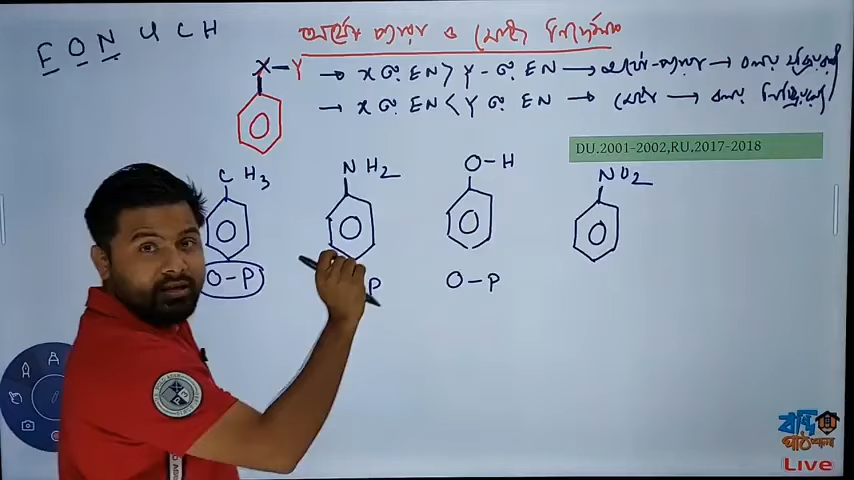 F O N Cl C H
অর্থো প্যারা ও মেটা নির্দেশক
X-Y → X এর EN > Y - এর EN → অর্থো-প্যারা → বলয় সক্রিয়কারী
→ X এর EN < Y এর EN → মেটা → বলয় নিষ্ক্রিয়কারী
DU.2001-2002,RU.2017-2018
CH3 NH2 O-H NO2
O-P P O-P
বন্দি
পাঠশালা
Live